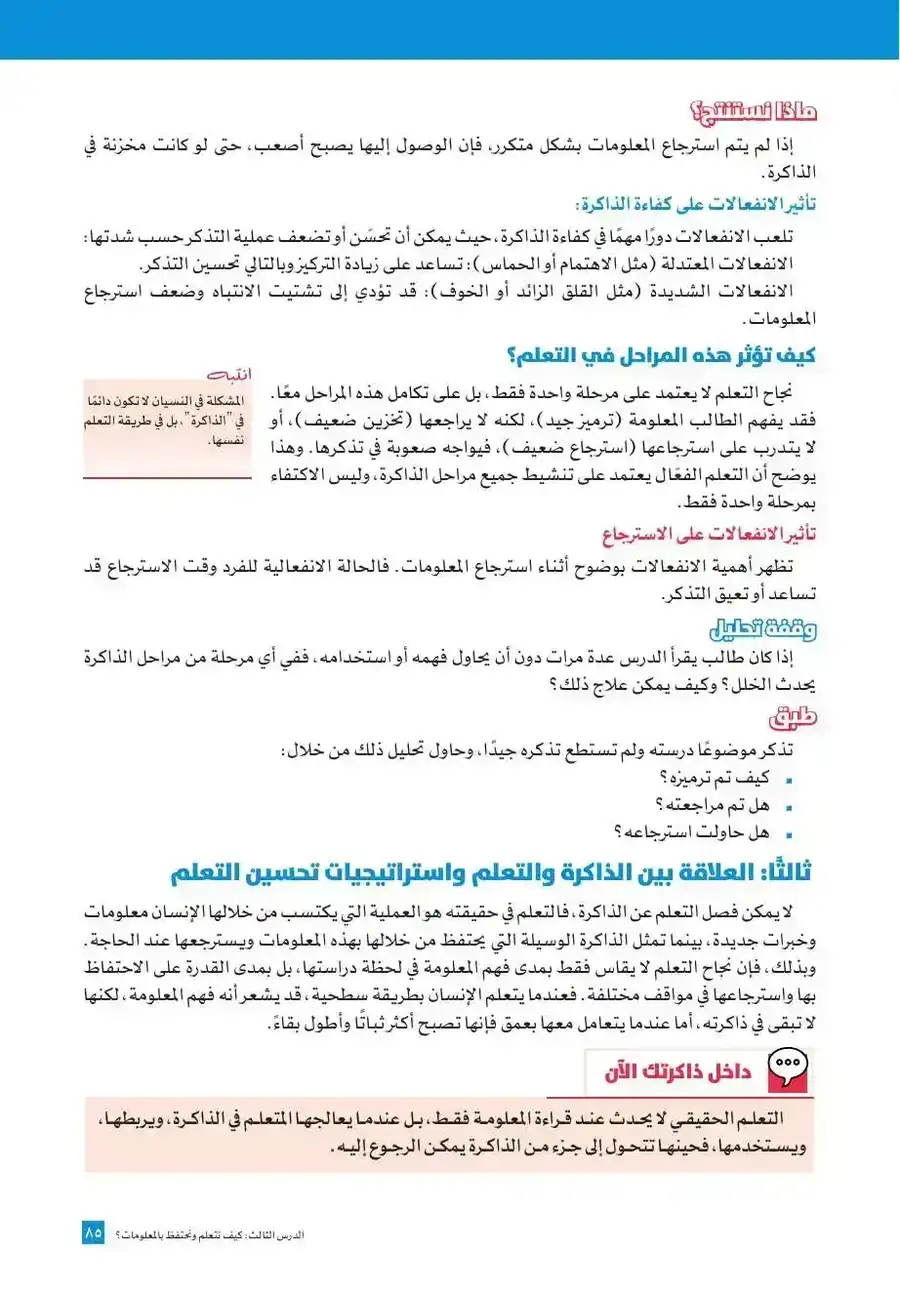 ماذا نستنتج؟
إذا لم يتم استرجاع المعلومات بشكل متكرر، فإن الوصول إليها يصبح أصعب، حتى لو كانت مخزنة في
الذاكرة.
تأثير الانفعالات على كفاءة الذاكرة:
تلعب الانفعالات دورًا مهمًا في كفاءة الذاكرة، حيث يمكن أن تحسّن أو تضعف عملية التذكر حسب شدتها:
الانفعالات المعتدلة (مثل الاهتمام أو الحماس): تساعد على زيادة التركيز وبالتالي تحسين التذكر.
الانفعالات الشديدة (مثل القلق الزائد أو الخوف): قد تؤدي إلى تشتيت الانتباه وضعف استرجاع
المعلومات.
كيف تؤثر هذه المراحل في التعلم؟
نجاح التعلم لا يعتمد على مرحلة واحدة فقط، بل على تكامل هذه المراحل معًا.
فقد يفهم الطالب المعلومة (ترميز جيد)، لكنه لا يراجعها (تخزين ضعيف)، أو
لا يتدرب على استرجاعها (استرجاع ضعيف)، فيواجه صعوبة في تذكرها. وهذا
يوضح أن التعلم الفعّال يعتمد على تنشيط جميع مراحل الذاكرة، وليس الاكتفاء
بمرحلة واحدة فقط.
انتبه
المشكلة في النسيان لا تكون دائمًا
في "الذاكرة"، بل في طريقة التعلم
نفسها.
تأثير الانفعالات على الاسترجاع
تظهر أهمية الانفعالات بوضوح أثناء استرجاع المعلومات. فالحالة الانفعالية للفرد وقت الاسترجاع قد
تساعد أو تعيق التذكر.
وقفة تحليل
إذا كان طالب يقرأ الدرس عدة مرات دون أن يحاول فهمه أو استخدامه، ففي أي مرحلة من مراحل الذاكرة
يحدث الخلل؟ وكيف يمكن علاج ذلك؟
طبق
تذكر موضوعًا درسته ولم تستطع تذكره جيدًا، وحاول تحليل ذلك من خلال:
▪ كيف تم ترميزه؟
▪ هل تم مراجعته؟
▪ هل حاولت استرجاعه؟
ثالثًا: العلاقة بين الذاكرة والتعلم واستراتيجيات تحسين التعلم
لا يمكن فصل التعلم عن الذاكرة، فالتعلم في حقيقته هو العملية التي يكتسب من خلالها الإنسان معلومات
وخبرات جديدة، بينما تمثل الذاكرة الوسيلة التي يحتفظ من خلالها بهذه المعلومات ويسترجعها عند الحاجة.
وبذلك، فإن نجاح التعلم لا يقاس فقط بمدى فهم المعلومة في لحظة دراستها، بل بمدى القدرة على الاحتفاظ
بها واسترجاعها في مواقف مختلفة. فعندما يتعلم الإنسان بطريقة سطحية، قد يشعر أنه فهم المعلومة، لكنها
لا تبقى في ذاكرته، أما عندما يتعامل معها بعمق فإنها تصبح أكثر ثباتًا وأطول بقاءً.
داخل ذاكرتك الآن
التعلم الحقيقي لا يحدث عند قراءة المعلومة فقط، بل عندما يعالجها المتعلم في الذاكرة، ويربطها،
ويستخدمها، فحينها تتحول إلى جزء من الذاكرة يمكن الرجوع إليه.
الدرس الثالث: كيف نتعلم ونحتفظ بالمعلومات؟ ٨٥